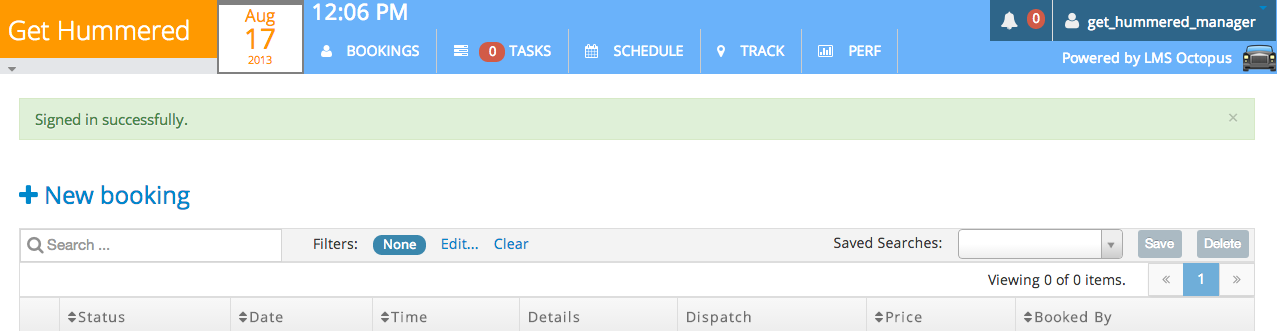 Get Hummered
Aug
17
2013
12:06 PM
BOOKINGS
0 TASKS
SCHEDULE
TRACK
PERF
0
get_hummered_manager
Powered by LMS Octopus
Signed in successfully.
×
New booking
Search ...
Filters: None Edit... Clear
Saved Searches: Save Delete
Viewing 0 of 0 items. « 1 »
Status Date Time Details Dispatch Price Booked By